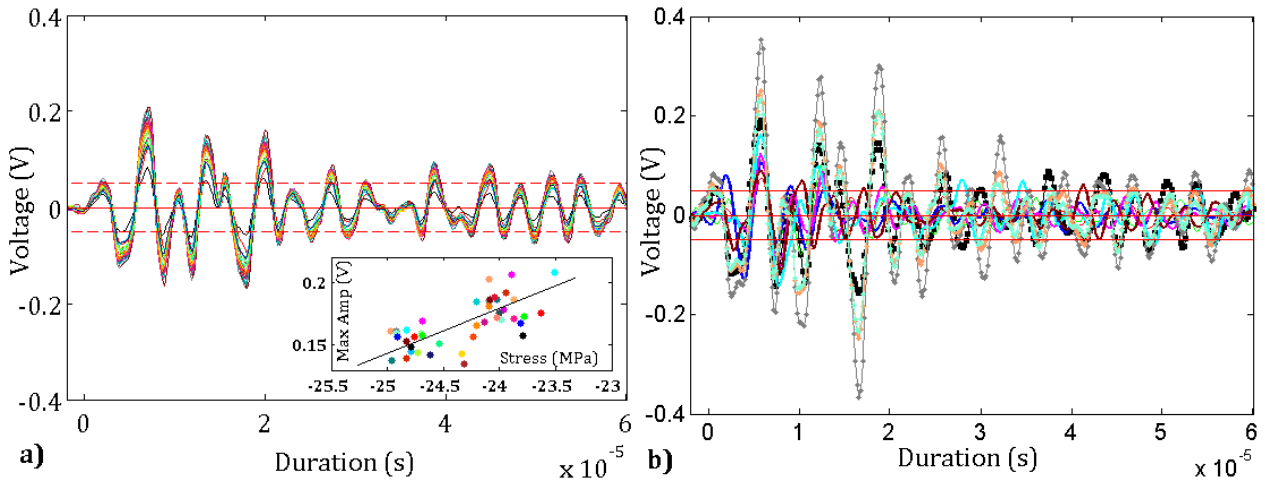 0.4
0.2
0
-0.2
-0.4
Voltage (V)
0 2 4 6
Duration (s)
x 10⁻⁵
a)
Max Amp (V)
0.2
0.15
Stress (MPa)
-25.5 -25 -24.5 -24 -23.5 -23
0.4
0.2
0
-0.2
-0.4
Voltage (V)
0 1 2 3 4 5 6
Duration (s)
x 10⁻⁵
b)